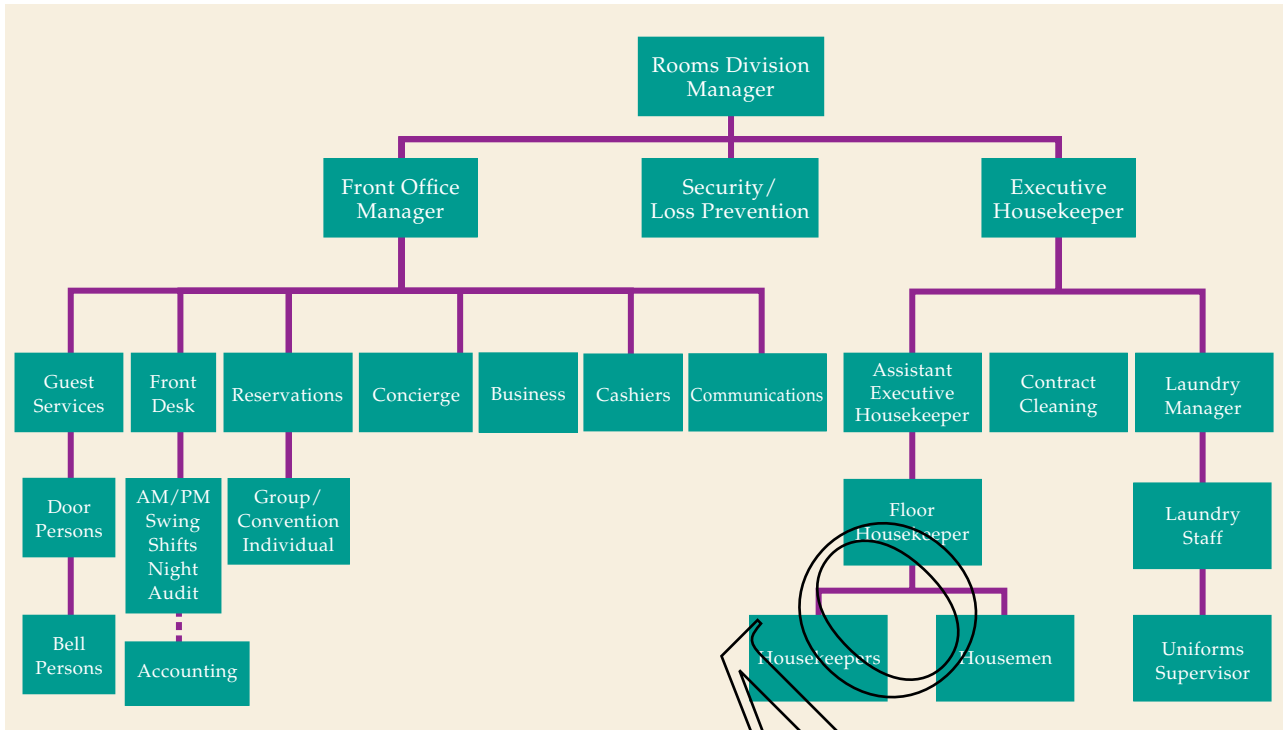 Rooms Division
Manager
Front Office
Manager
Security/
Loss Prevention
Executive
Housekeeper
Guest
Services
Front
Desk
Reservations
Concierge
Business
Cashiers
Communications
Assistant
Executive
Housekeeper
Contract
Cleaning
Laundry
Manager
Door
Persons
AM/PM
Swing
Shifts
Night
Audit
Group/
Convention
Individual
Floor
Housekeeper
Laundry
Staff
Bell
Persons
Accounting
Housekeepers
Housemen
Uniforms
Supervisor